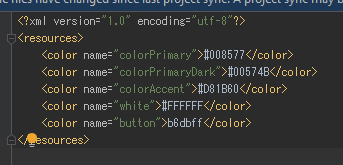 <?xml version="1.0" encoding="utf-8"?>
<resources>
    <color name="colorPrimary">#008577</color>
    <color name="colorPrimaryDark">#00574B</color>
    <color name="colorAccent">#D81B60</color>
    <color name="white">#FFFFFF</color>
    <color name="button">b6dbff</color>
</resources>